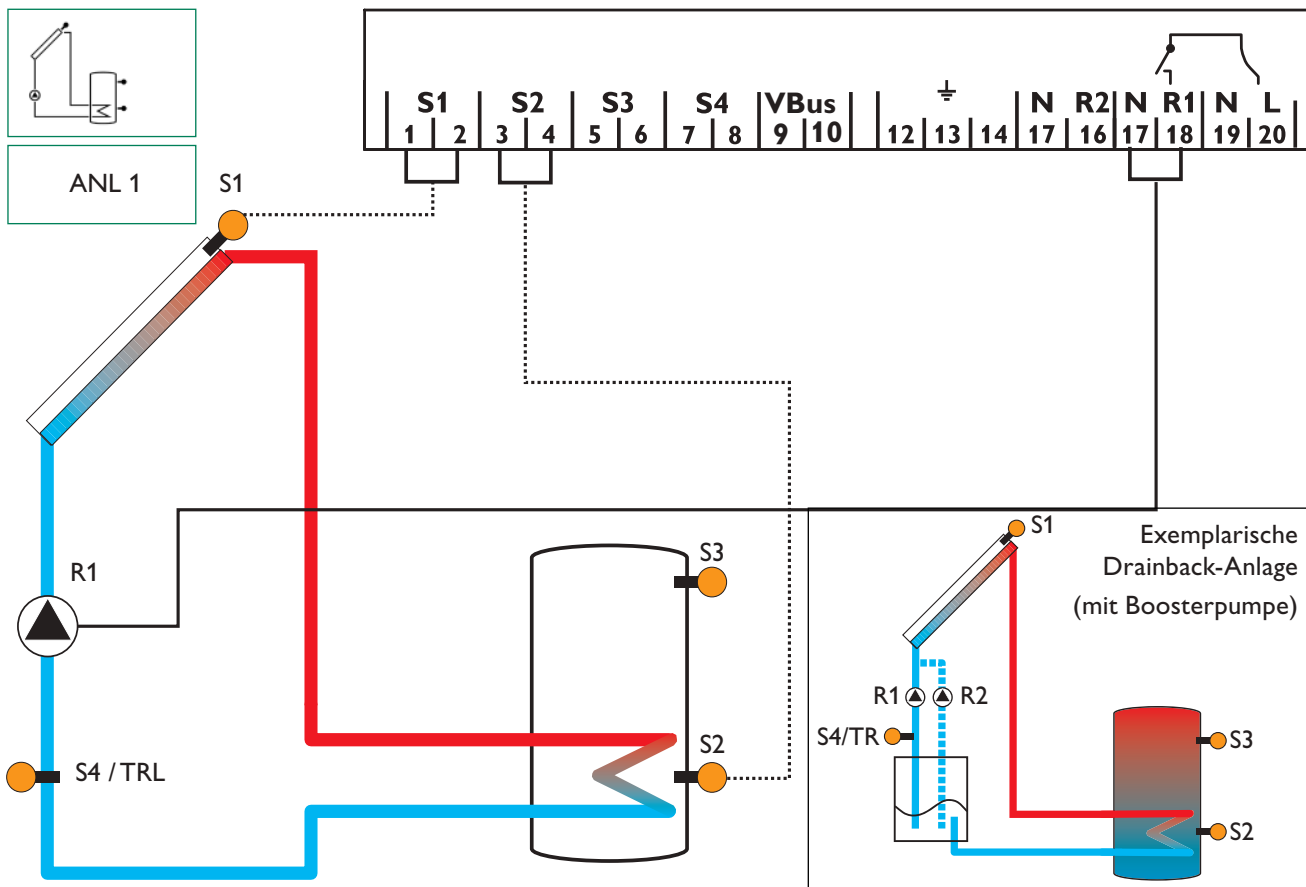 S1 S2 S3 S4 VBus ⏚ N R2 N R1 N L
1 2 3 4 5 6 7 8 9 10 12 13 14 17 16 17 18 19 20
ANL 1
S1
R1
S3
S2
S4 / TRL
S1
Exemplarische
Drainback-Anlage
(mit Boosterpumpe)
R1
R2
S4/TR
S3
S2